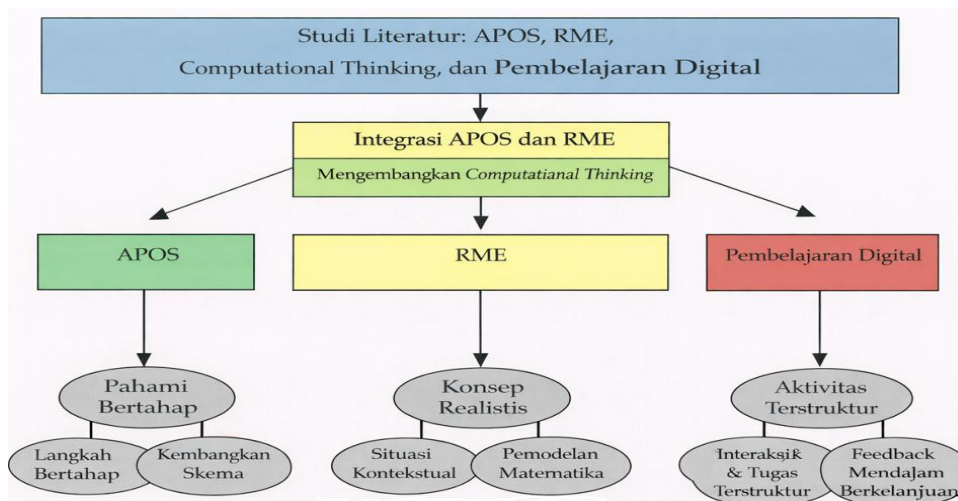 Studi Literatur: APOS, RME,
Computational Thinking, dan Pembelajaran Digital
Integrasi APOS dan RME
Mengembangkan Computatianal Thinking
APOS
RME
Pembelajaran Digital
Pahami
Bertahap
Konsep
Realistis
Aktivitas
Terstruktur
Langkah
Bertahap
Kembangkan
Skema
Situasi
Kontekstual
Pemodelan
Matematika
Interaksik
& Tugas
Terstruktur
Feedback
Mendajam
Berkelanjuan